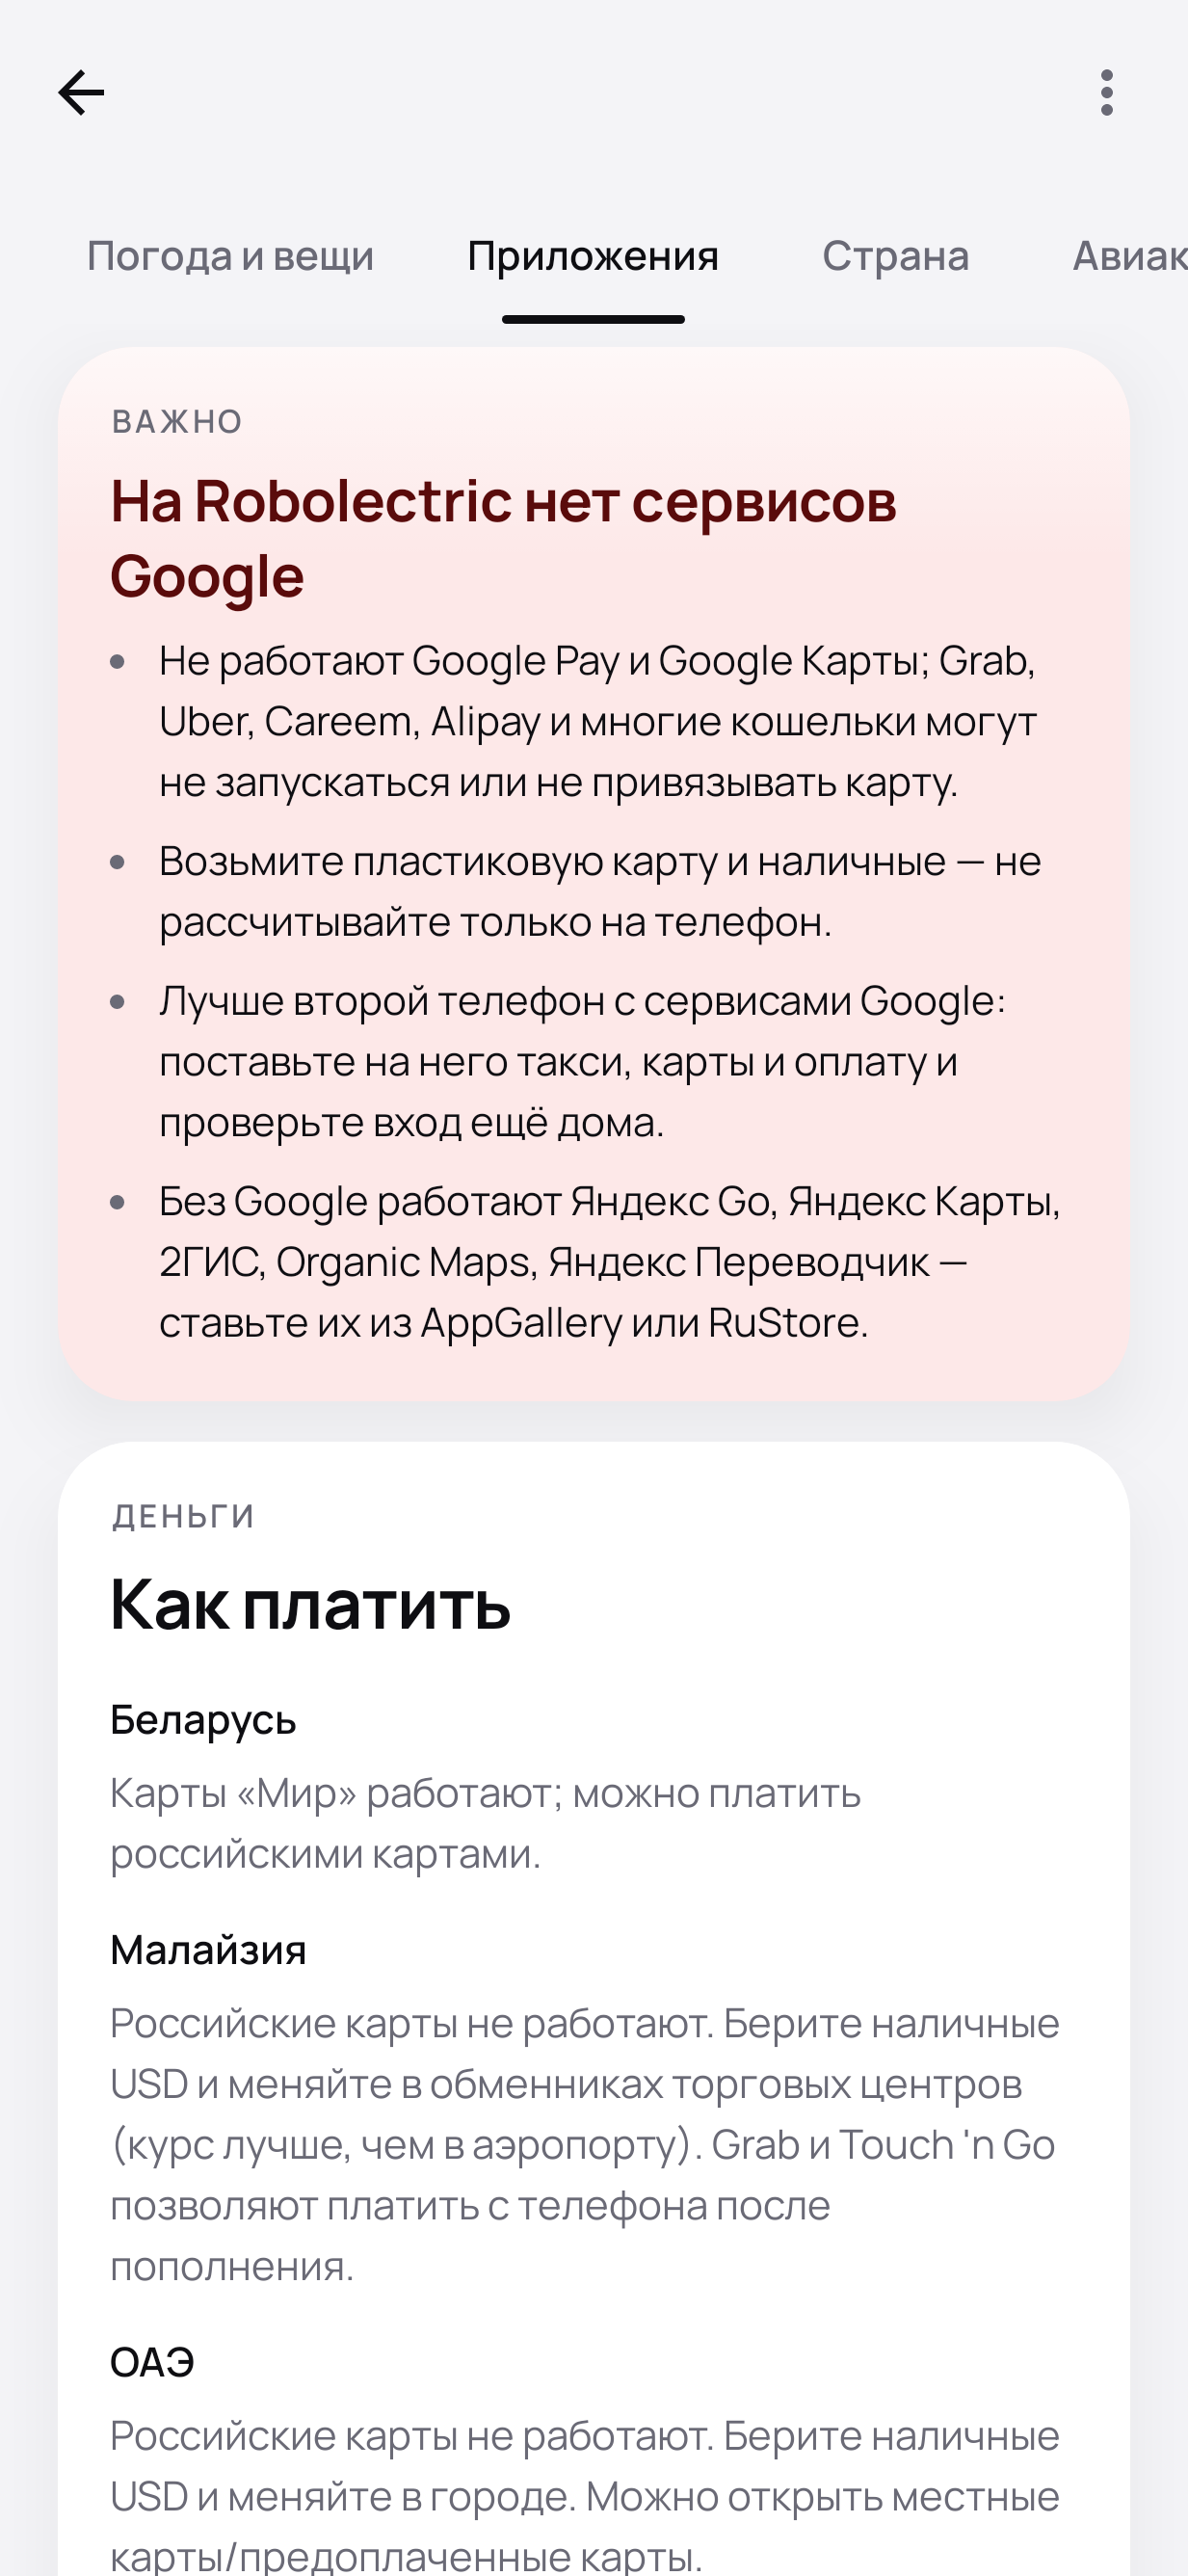 Погода и вещи Приложения Страна Авиак
ВАЖНО
На Robolectric нет сервисов
Google
Не работают Google Pay и Google Карты; Grab,
Uber, Careem, Alipay и многие кошельки могут
не запускаться или не привязывать карту.
Возьмите пластиковую карту и наличные — не
рассчитывайте только на телефон.
Лучше второй телефон с сервисами Google:
поставьте на него такси, карты и оплату и
проверьте вход ещё дома.
Без Google работают Яндекс Go, Яндекс Карты,
2ГИС, Organic Maps, Яндекс Переводчик —
ставьте их из AppGallery или RuStore.
ДЕНЬГИ
Как платить
Беларусь
Карты «Мир» работают; можно платить
российскими картами.
Малайзия
Российские карты не работают. Берите наличные
USD и меняйте в обменниках торговых центров
(курс лучше, чем в аэропорту). Grab и Touch 'n Go
позволяют платить с телефона после
пополнения.
ОАЭ
Российские карты не работают. Берите наличные
USD и меняйте в городе. Можно открыть местные
карты/предоплаченные карты.